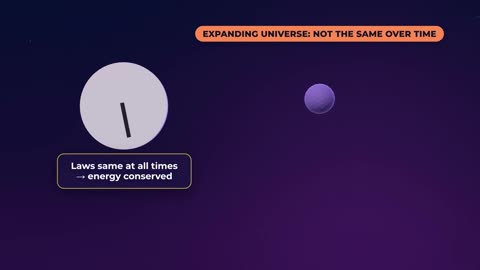 EXPANDING UNIVERSE: NOT THE SAME OVER TIME
Laws same at all times
→ energy conserved